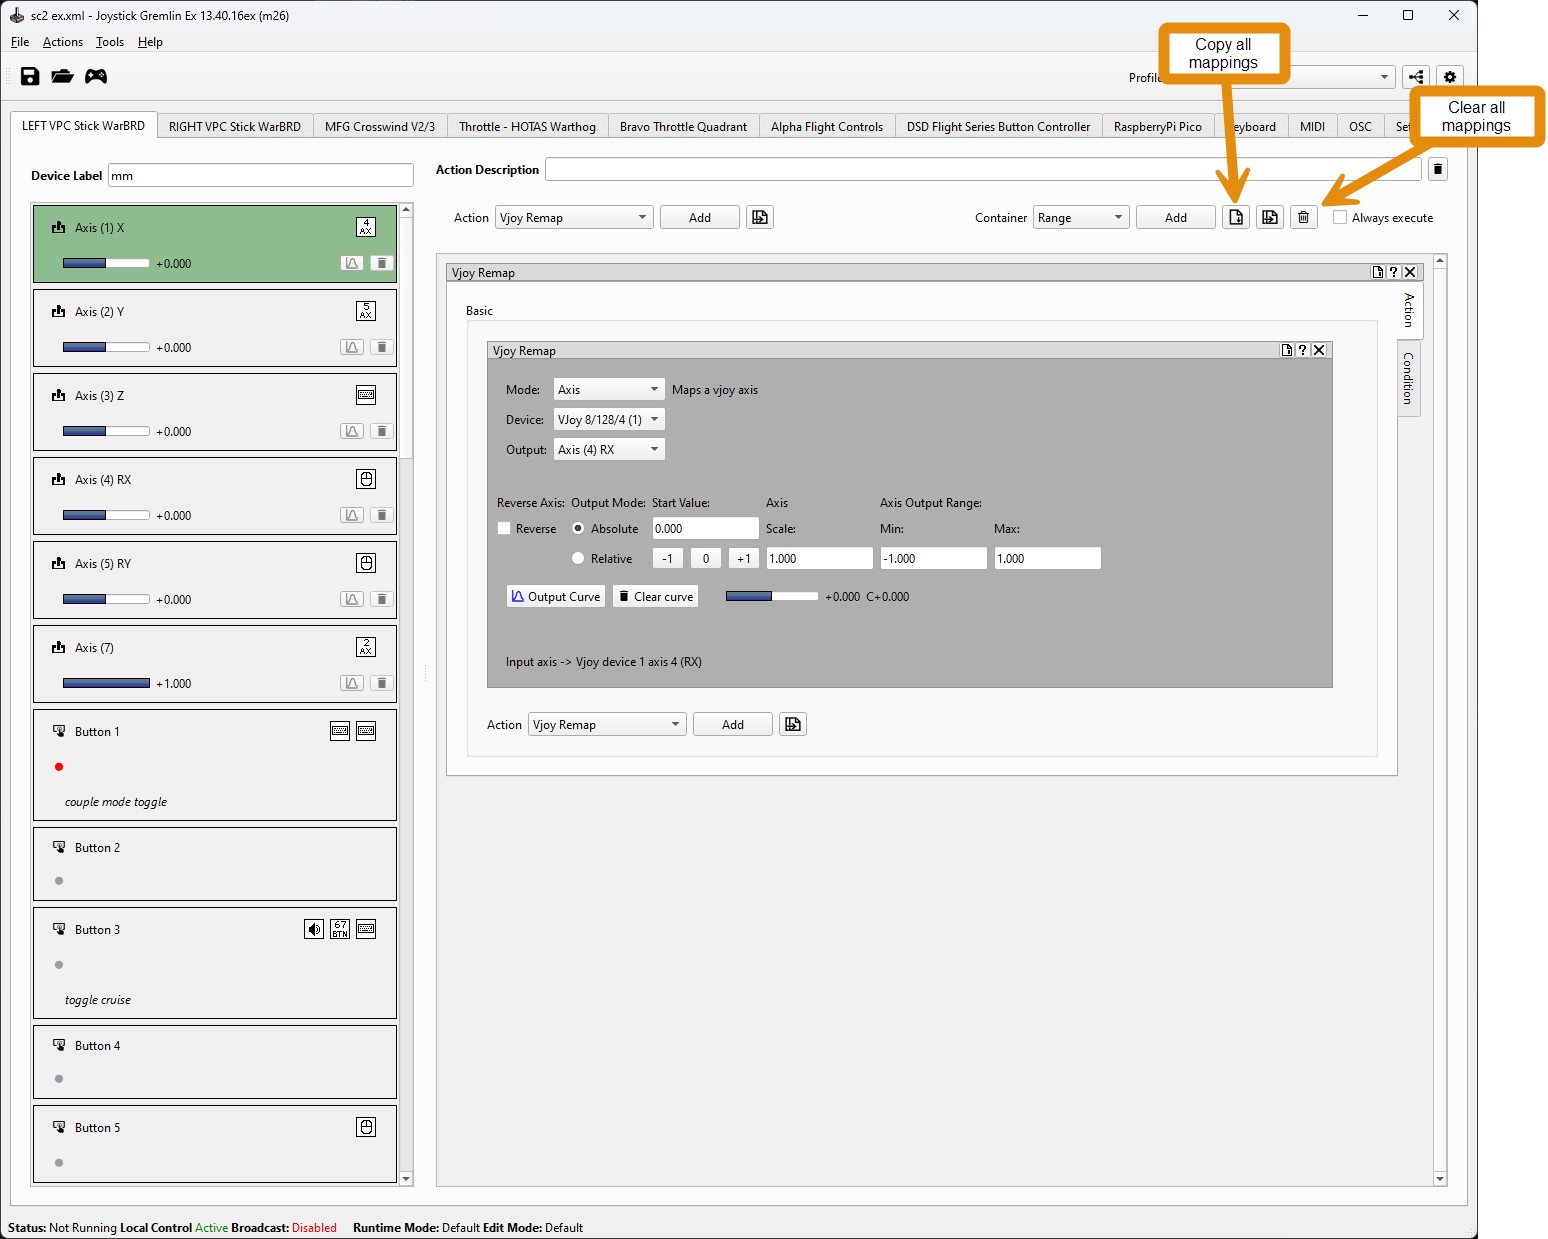 sc2 ex.xml - Joystick Gremlin Ex 13.40.16ex (m26)
File Actions Tools Help
Copy all
mappings
Profile
Clear all
mappings
LEFT VPC Stick WarBRD
RIGHT VPC Stick WarBRD
MFG Crosswind V2/3
Throttle - HOTAS Warthog
Bravo Throttle Quadrant
Alpha Flight Controls
DSD Flight Series Button Controller
RaspberryPi Pico
eyboard
MIDI
OSC
Device Label mm
Action Description
Action Vjoy Remap Add
Container Range Add
Always execute
Axis (1) X
4
AX
+0.000
Axis (2) Y
5
AX
+0.000
Axis (3) Z
+0.000
Axis (4) RX
+0.000
Axis (5) RY
+0.000
Axis (7)
2
AX
+1.000
Button 1
couple mode toggle
Button 2
Button 3
67
BTN
toggle cruise
Button 4
Button 5
Vjoy Remap
?
Action
Condition
Basic
Vjoy Remap
?
Mode: Axis Maps a vjoy axis
Device: VJoy 8/128/4 (1)
Output: Axis (4) RX
Reverse Axis: Output Mode: Start Value: Axis Axis Output Range:
Reverse Absolute 0.000 Scale: Min: Max:
Relative -1 0 +1 1.000 -1.000 1.000
Output Curve Clear curve +0.000 C+0.000
Input axis -> Vjoy device 1 axis 4 (RX)
Action Vjoy Remap Add
Status: Not Running Local Control Active Broadcast: Disabled Runtime Mode: Default Edit Mode: Default